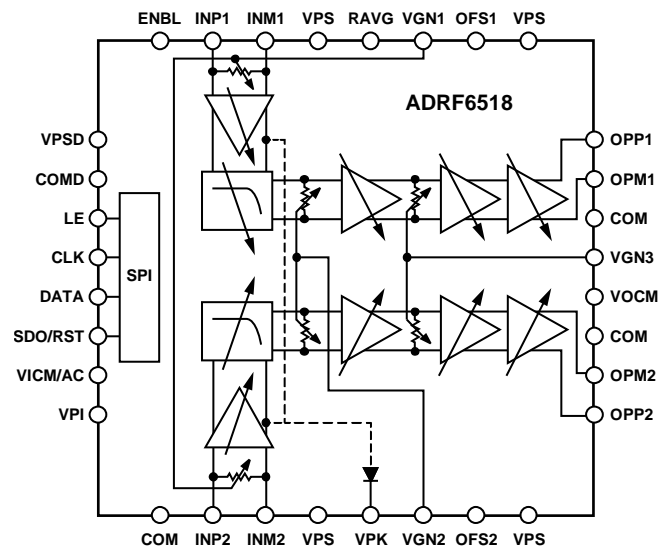 ENBL INP1 INM1 VPS RAVG VGN1 OFS1 VPS
ADRF6518
VPSD
COMD
LE
CLK
DATA
SDO/RST
VICM/AC
VPI
SPI
OPP1
OPM1
COM
VGN3
VOCM
COM
OPM2
OPP2
COM INP2 INM2 VPS VPK VGN2 OFS2 VPS